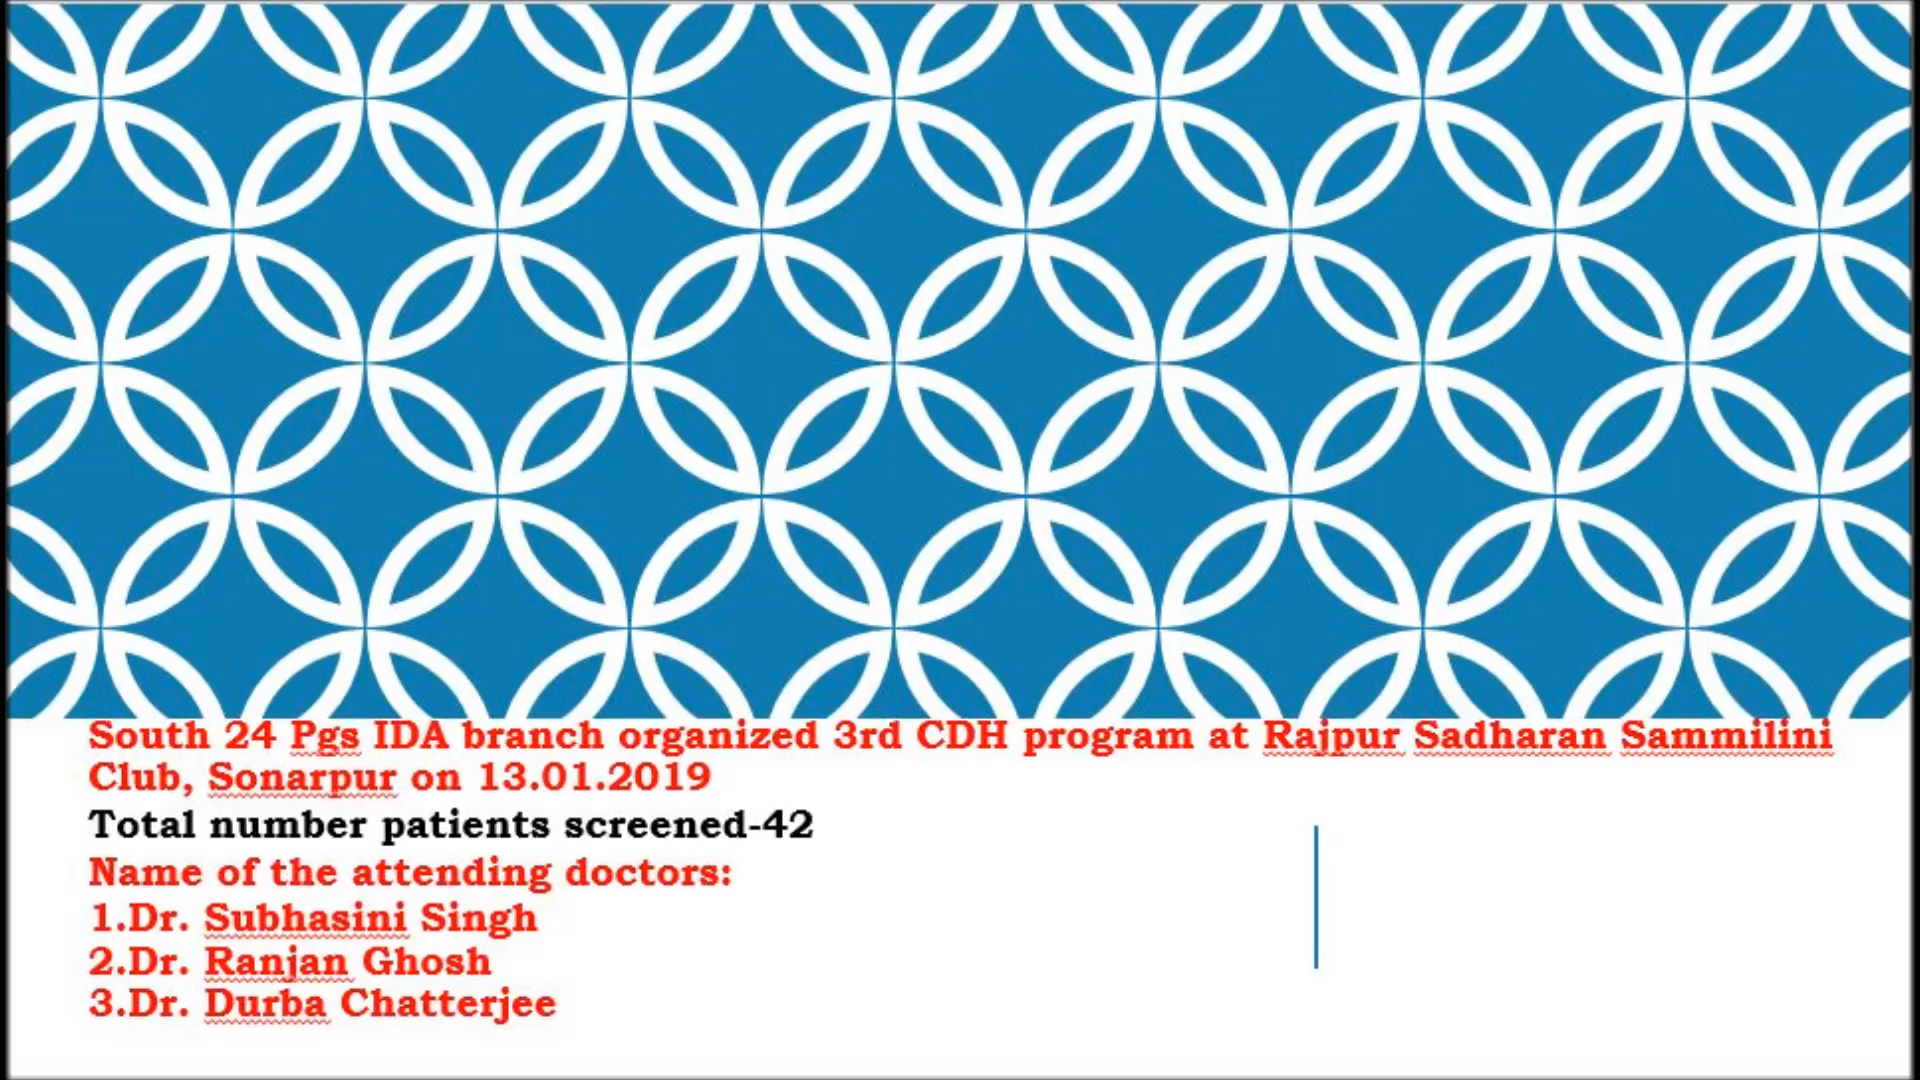 South 24 Pgs IDA branch organized 3rd CDH program at Rajpur Sadharan Sammilini
Club, Sonarpur on 13.01.2019
Total number patients screened-42
Name of the attending doctors:
1.Dr. Subhasini Singh
2.Dr. Ranjan Ghosh
3.Dr. Durba Chatterjee